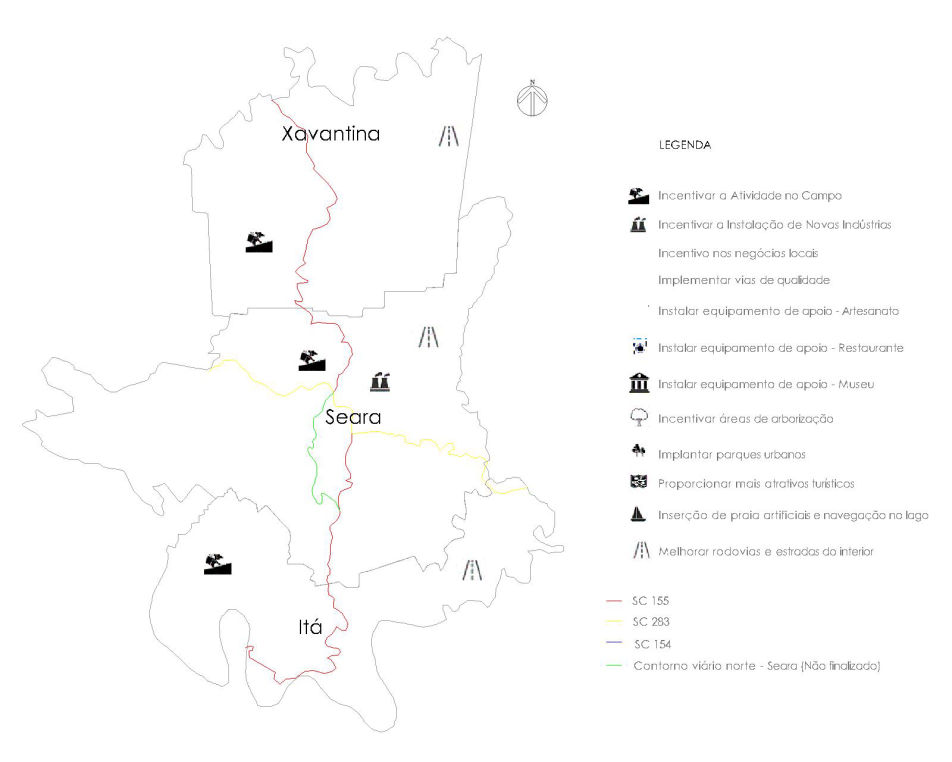 N
Xavantina
Seara
Itá
LEGENDA
Incentivar a Atividade no Campo
Incentivar a Instalação de Novas Indústrias
Incentivo nos negócios locais
Implementar vias de qualidade
Instalar equipamento de apoio - Artesanato
Instalar equipamento de apoio - Restaurante
Instalar equipamento de apoio - Museu
Incentivar áreas de arborização
Implantar parques urbanos
Proporcionar mais atrativos turísticos
Inserção de praia artificiais e navegação no lago
Melhorar rodovias e estradas do interior
SC 155
SC 283
SC 154
Contorno viário norte - Seara (Não finalizado)